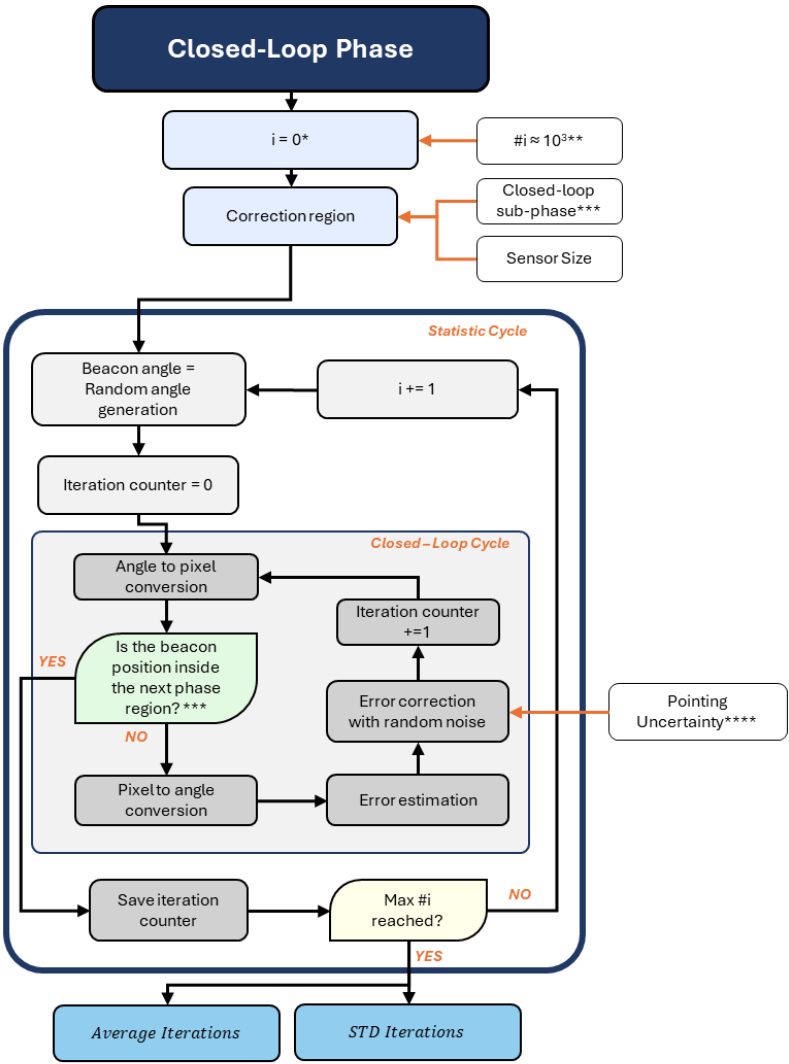 Closed-Loop Phase
i = 0*
#i ≈ 10³**
Closed-loop
sub-phase***
Correction region
Sensor Size
Statistic Cycle
Beacon angle =
Random angle
generation
i += 1
Iteration counter = 0
Closed – Loop Cycle
Angle to pixel
conversion
Iteration counter
+=1
YES
Is the beacon
position inside
the next phase
region? ***
Error correction
with random noise
Pointing
Uncertainty****
NO
Pixel to angle
conversion
Error estimation
Save iteration
counter
Max #i
reached?
NO
YES
Average Iterations
STD Iterations